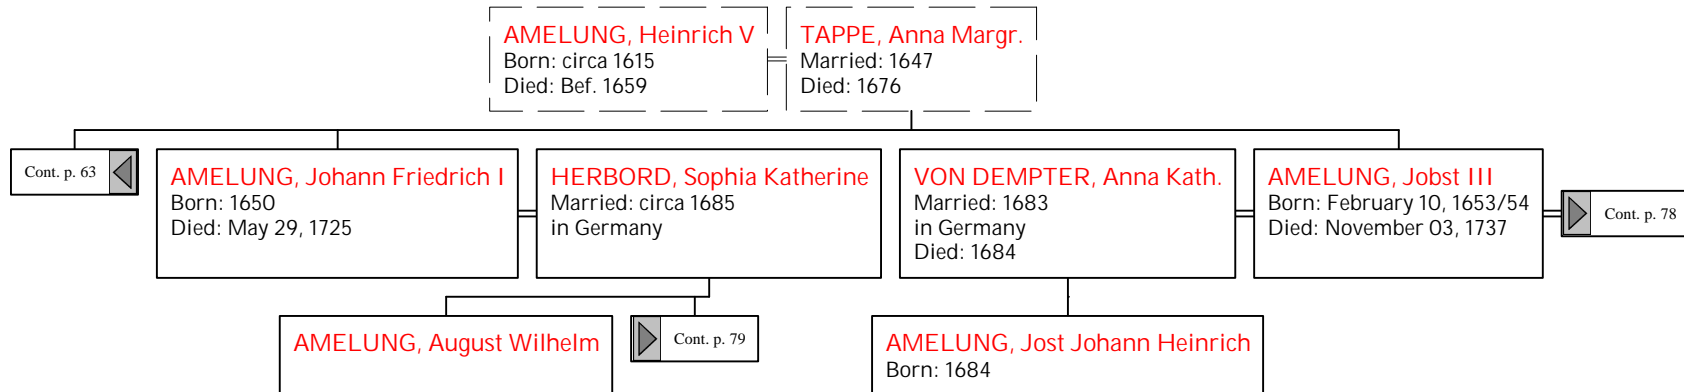 AMELUNG, Heinrich V
Born: circa 1615
Died: Bef. 1659
TAPPE, Anna Margr.
Married: 1647
Died: 1676
Cont. p. 63
AMELUNG, Johann Friedrich I
Born: 1650
Died: May 29, 1725
HERBORD, Sophia Katherine
Married: circa 1685
in Germany
VON DEMPTER, Anna Kath.
Married: 1683
in Germany
Died: 1684
AMELUNG, Jobst III
Born: February 10, 1653/54
Died: November 03, 1737
Cont. p. 78
AMELUNG, August Wilhelm
Cont. p. 79
AMELUNG, Jost Johann Heinrich
Born: 1684